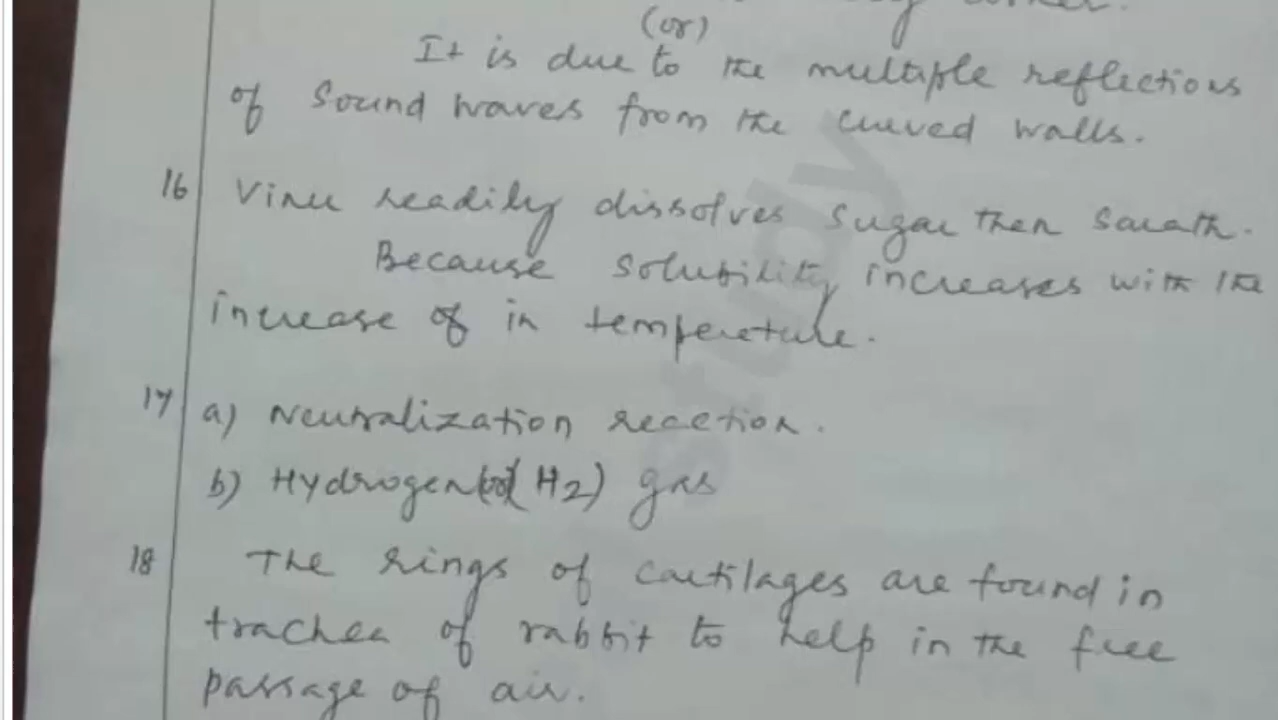 (or)
It is due to the multiple reflections
of sound waves from the curved walls.
16 Vinu readily dissolves sugar then Sarath.
Because solubility increases with the
increase of in temperature.
17 a) Neutralization reaction.
b) Hydrogen (H2) gas
18 The rings of cartilages are found in
trachea of rabbit to help in the free
passage of air.
study